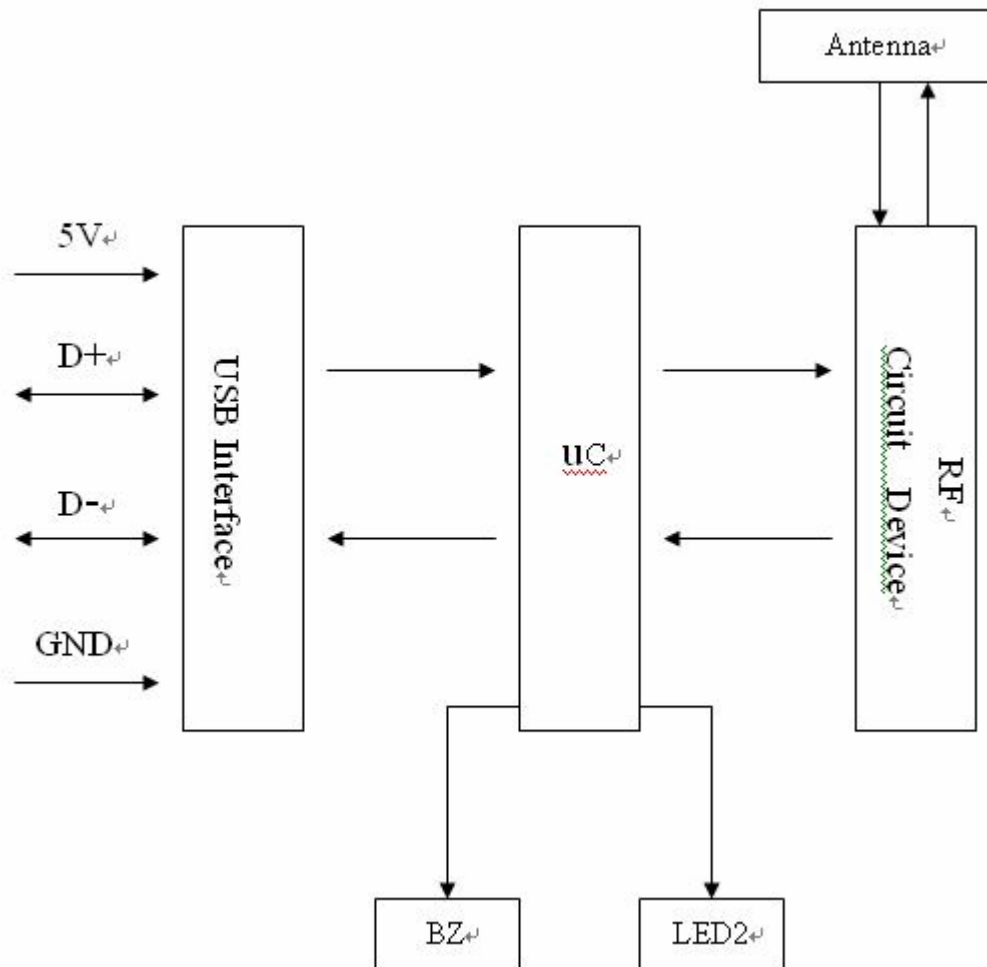 Antenna
5V
D+
D-
GND
USB Interface
uC
RF
Circuit Device
BZ
LED2